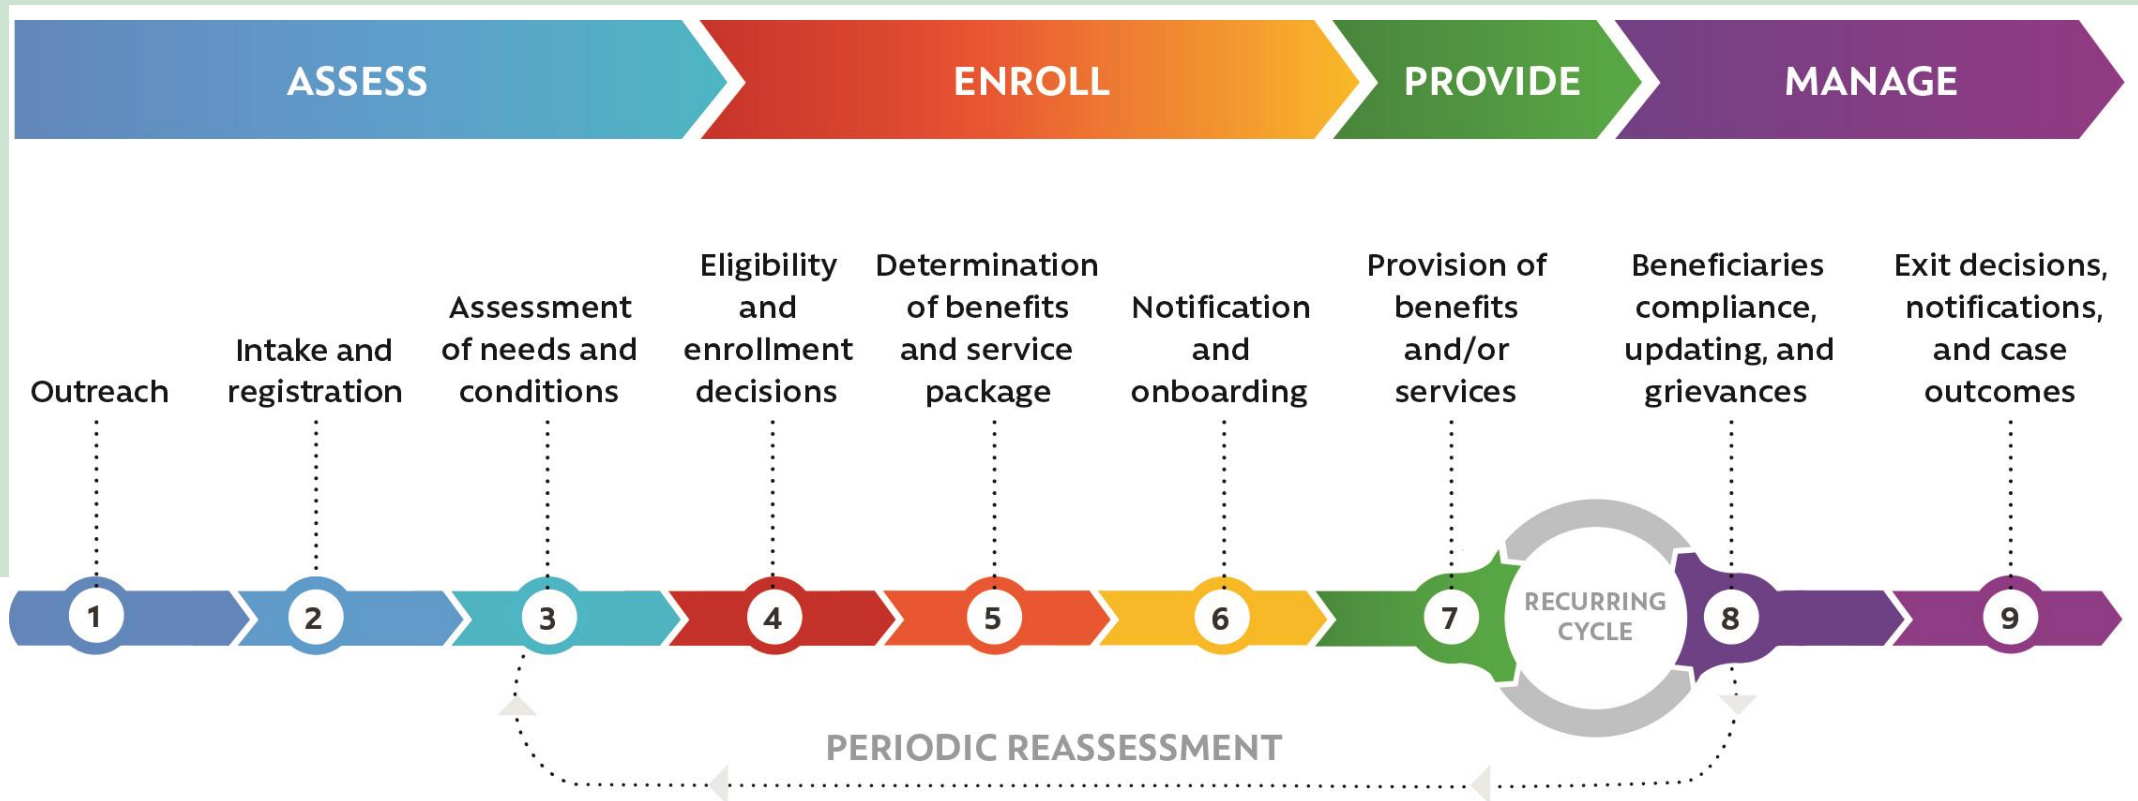 ASSESS
ENROLL
PROVIDE
MANAGE
Outreach
Intake and
registration
Assessment
of needs and
conditions
Eligibility
and
enrollment
decisions
Determination
of benefits
and service
package
Notification
and
onboarding
Provision of
benefits
and/or
services
Beneficiaries
compliance,
updating, and
grievances
Exit decisions,
notifications,
and case
outcomes
1
2
3
4
5
6
7
RECURRING
CYCLE
8
9
PERIODIC REASSESSMENT